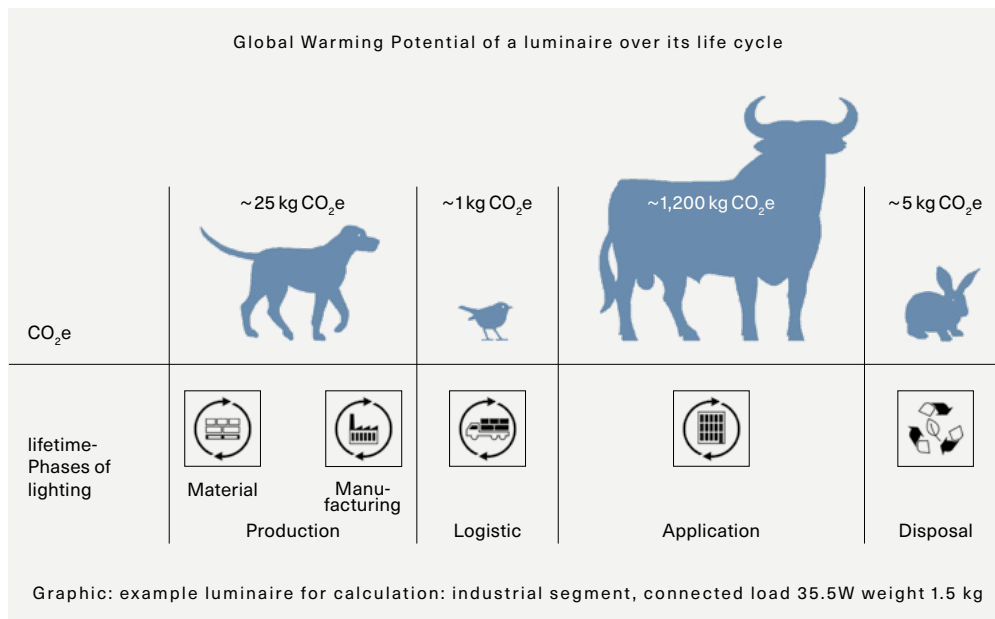 Global Warming Potential of a luminaire over its life cycle
~25 kg CO₂e
~1 kg CO₂e
~1,200 kg CO₂e
~5 kg CO₂e
CO₂e
lifetime-
Phases of
lighting
Material
Manu-
facturing
Production
Logistic
Application
Disposal
Graphic: example luminaire for calculation: industrial segment, connected load 35.5W weight 1.5 kg